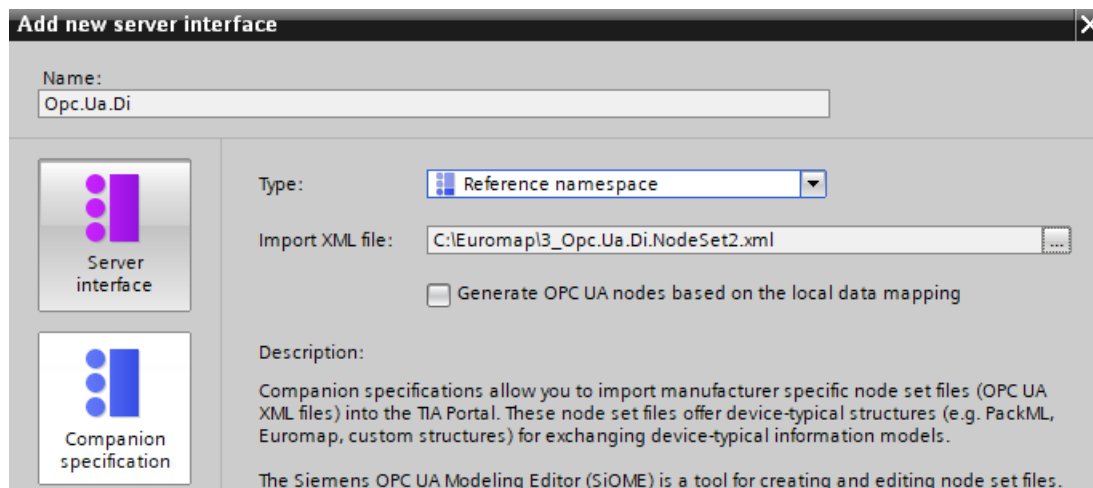 Add new server interface
Name:
Opc.Ua.Di
Server
interface
Type:
Reference namespace
Import XML file:
C:\Euromap\3_Opc.Ua.Di.NodeSet2.xml
...
Generate OPC UA nodes based on the local data mapping
Companion
specification
Description:
Companion specifications allow you to import manufacturer specific node set files (OPC UA
XML files) into the TIA Portal. These node set files offer device-typical structures (e.g. PackML,
Euromap, custom structures) for exchanging device-typical information models.
The Siemens OPC UA Modeling Editor (SiOME) is a tool for creating and editing node set files.